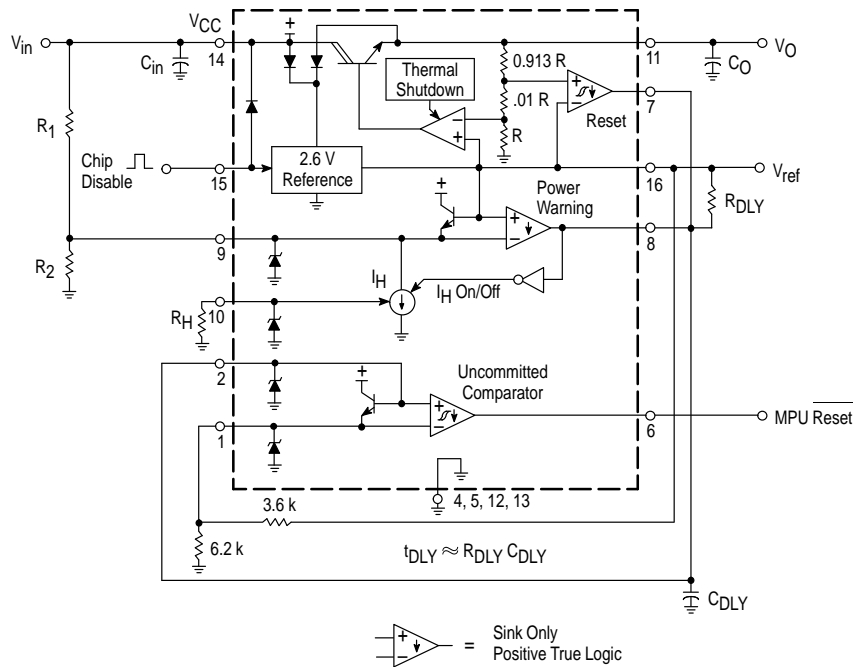 V_CC
V_in
C_in
14
11
V_O
C_O
Thermal
Shutdown
0.913 R
.01 R
R
+
−
7
Reset
R_1
Chip
Disable
15
2.6 V
Reference
16
V_ref
Power
Warning
R_DLY
8
9
R_2
I_H
I_H On/Off
R_H
10
2
Uncommitted
Comparator
6
MPU R̅e̅s̅e̅t̅
1
4, 5, 12, 13
3.6 k
6.2 k
t_DLY ≈ R_DLY C_DLY
C_DLY
+
−
=
Sink Only
Positive True Logic